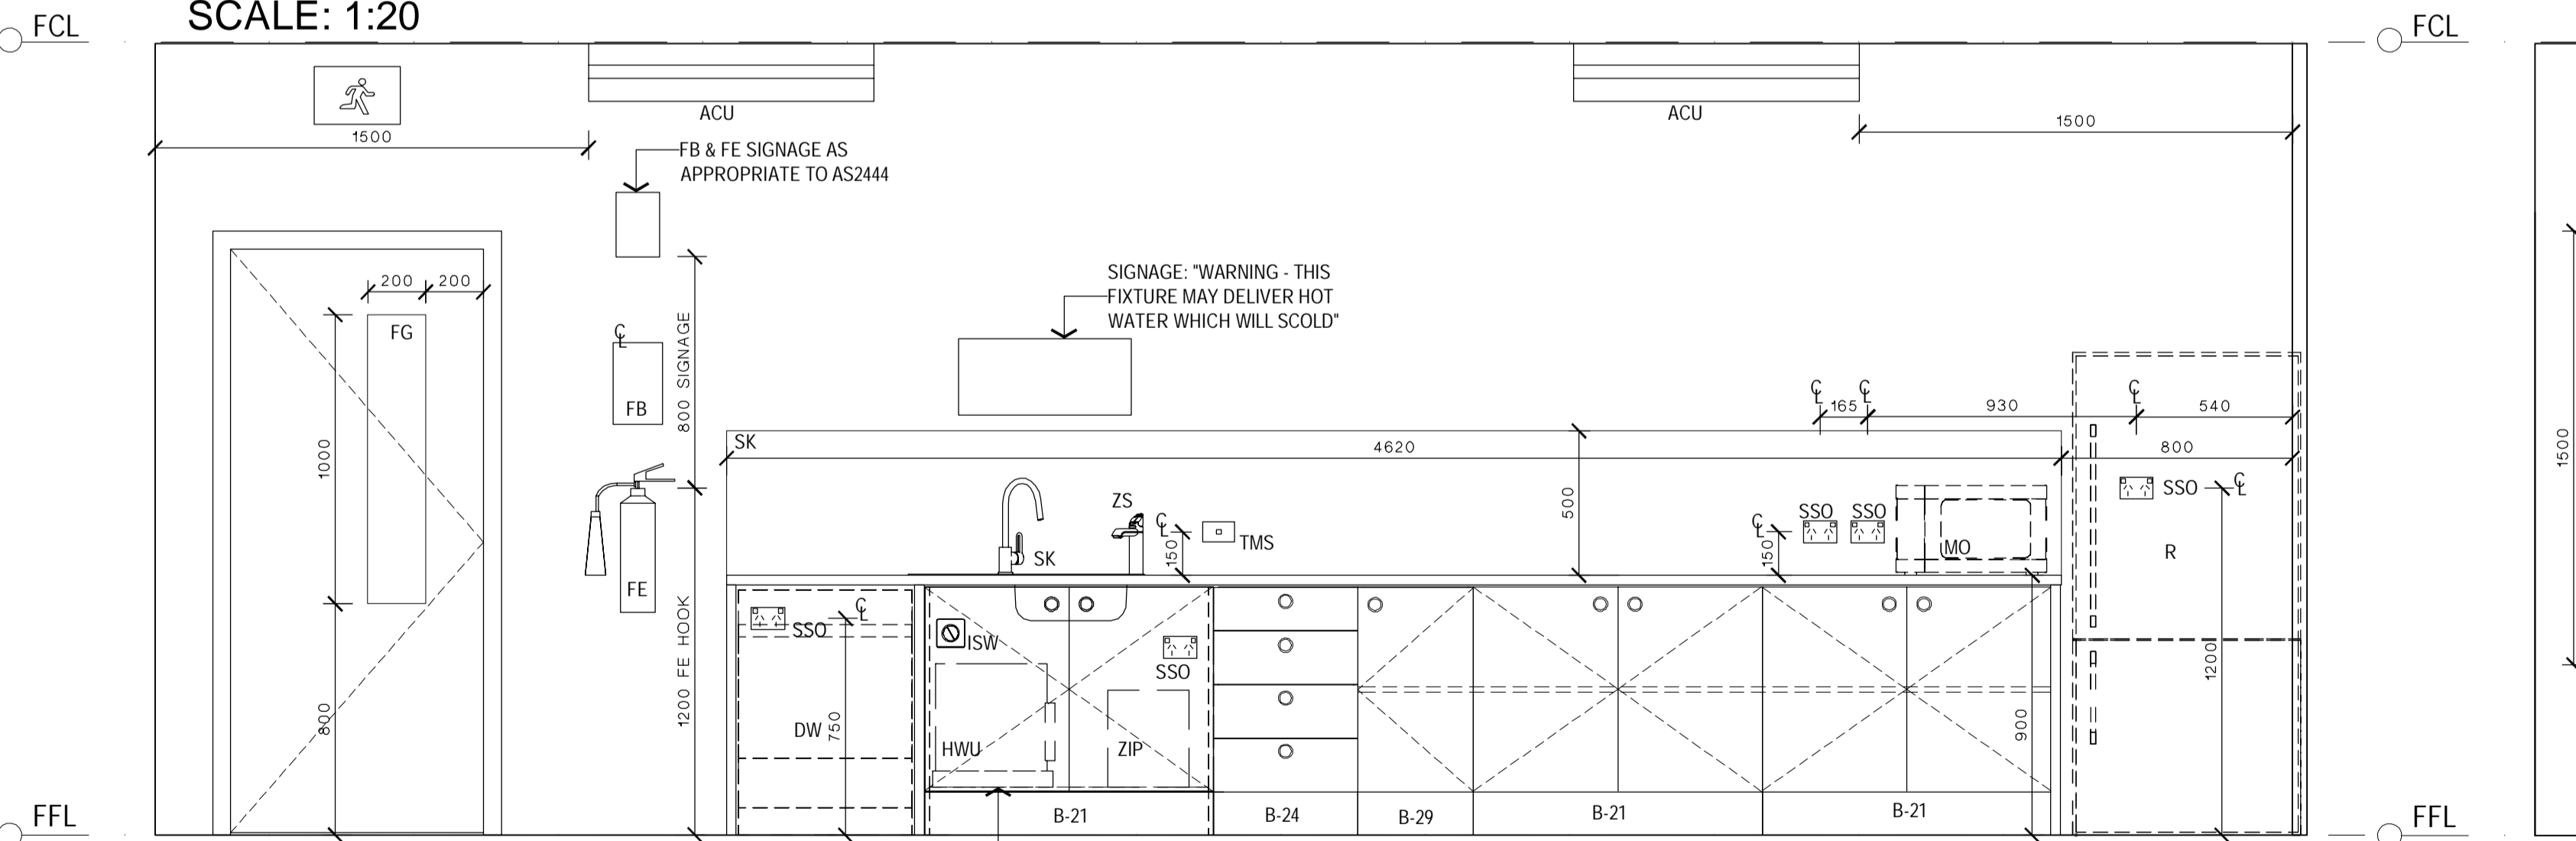 SCALE: 1:20
FCL
FCL
ACU
ACU
1500
1500
FB & FE SIGNAGE AS
APPROPRIATE TO AS2444
SIGNAGE: "WARNING - THIS
FIXTURE MAY DELIVER HOT
WATER WHICH WILL SCOLD"
200
200
FG
1000
800
℄
FB
FE
800 SIGNAGE
1200 FE HOOK
SK
4620
500
℄
℄
℄
165
930
540
800
SK
ZS
℄
150
TMS
℄
150
SSO
SSO
MO
SSO
℄
R
1200
1500
SSO
℄
DW
750
ISW
HWU
SSO
ZIP
900
B-21
B-24
B-29
B-21
B-21
FFL
FFL